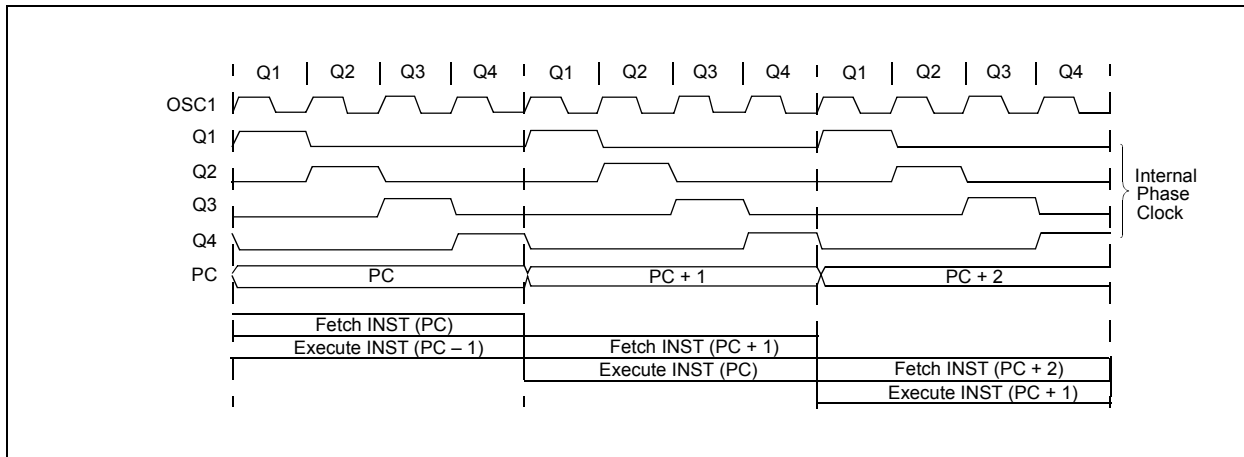 Q1 Q2 Q3 Q4 Q1 Q2 Q3 Q4 Q1 Q2 Q3 Q4
OSC1
Q1
Q2
Q3
Q4
Internal
Phase
Clock
PC PC PC + 1 PC + 2
Fetch INST (PC)
Execute INST (PC – 1) Fetch INST (PC + 1)
Execute INST (PC) Fetch INST (PC + 2)
Execute INST (PC + 1)